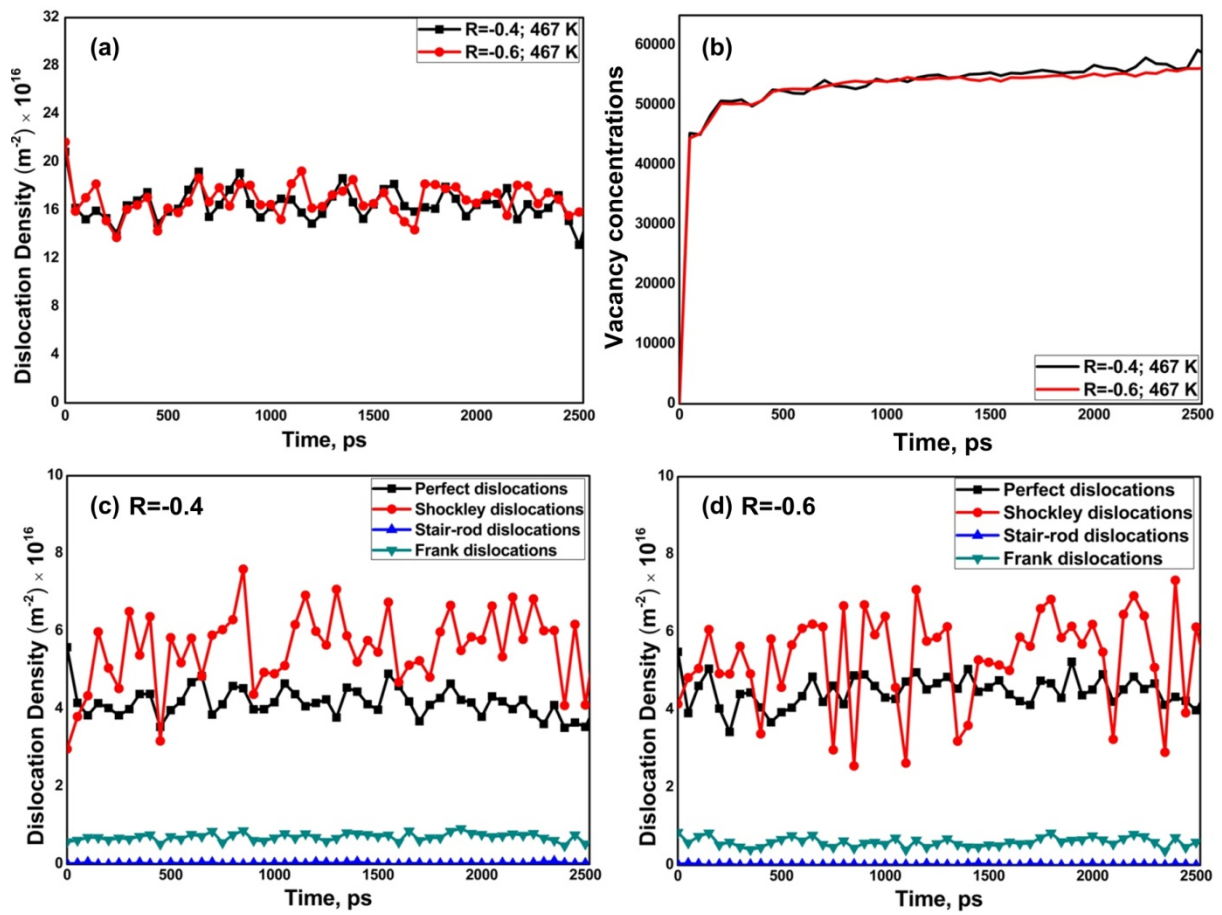 (a)
R=-0.4; 467 K
R=-0.6; 467 K
Dislocation Density (m⁻²) × 10¹⁶
32
28
24
20
16
12
8
4
0
0 500 1000 1500 2000 2500
Time, ps
(b)
Vacancy concentrations
60000
50000
40000
30000
20000
10000
0
R=-0.4; 467 K
R=-0.6; 467 K
0 500 1000 1500 2000 2500
Time, ps
(c) R=-0.4
Perfect dislocations
Shockley dislocations
Stair-rod dislocations
Frank dislocations
Dislocation Density (m⁻²) × 10¹⁶
10
8
6
4
2
0
0 500 1000 1500 2000 2500
Time, ps
(d) R=-0.6
Perfect dislocations
Shockley dislocations
Stair-rod dislocations
Frank dislocations
Dislocation Density (m⁻²) × 10¹⁶
10
8
6
4
2
0
0 500 1000 1500 2000 2500
Time, ps